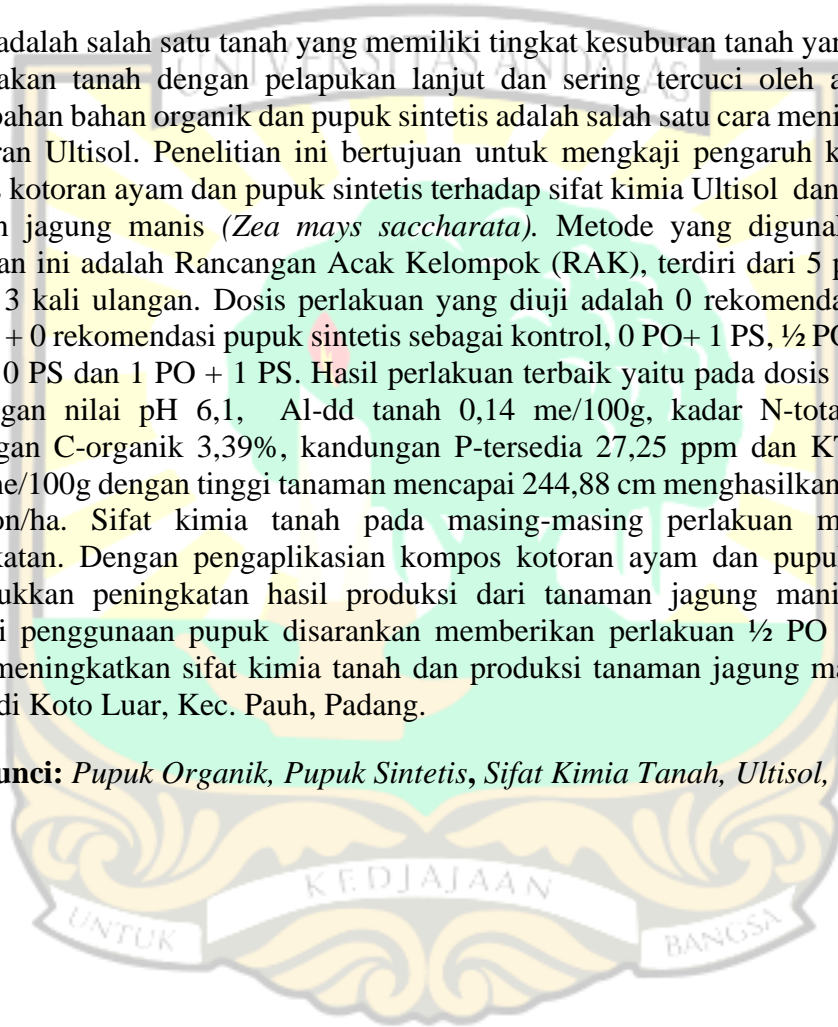 UNIVERSITAS ANDALAS
adalah salah satu tanah yang memiliki tingkat kesuburan tanah yan
akan tanah dengan pelapukan lanjut dan sering tercuci oleh a
bahan bahan organik dan pupuk sintetis adalah salah satu cara meni
ran Ultisol. Penelitian ini bertujuan untuk mengkaji pengaruh k
s kotoran ayam dan pupuk sintetis terhadap sifat kimia Ultisol dan
n jagung manis (Zea mays saccharata). Metode yang diguna
an ini adalah Rancangan Acak Kelompok (RAK), terdiri dari 5 p
3 kali ulangan. Dosis perlakuan yang diuji adalah 0 rekomenda
+ 0 rekomendasi pupuk sintetis sebagai kontrol, 0 PO+ 1 PS, ½ PO
0 PS dan 1 PO + 1 PS. Hasil perlakuan terbaik yaitu pada dosis
gan nilai pH 6,1, Al-dd tanah 0,14 me/100g, kadar N-tota
gan C-organik 3,39%, kandungan P-tersedia 27,25 ppm dan KT
me/100g dengan tinggi tanaman mencapai 244,88 cm menghasilkan
on/ha. Sifat kimia tanah pada masing-masing perlakuan m
katan. Dengan pengaplikasian kompos kotoran ayam dan pupu
ukkan peningkatan hasil produksi dari tanaman jagung mani
i penggunaan pupuk disarankan memberikan perlakuan ½ PO
meningkatkan sifat kimia tanah dan produksi tanaman jagung ma
di Koto Luar, Kec. Pauh, Padang.
unci: Pupuk Organik, Pupuk Sintetis, Sifat Kimia Tanah, Ultisol,
UNTUK KEDJAJAAN BANGSA